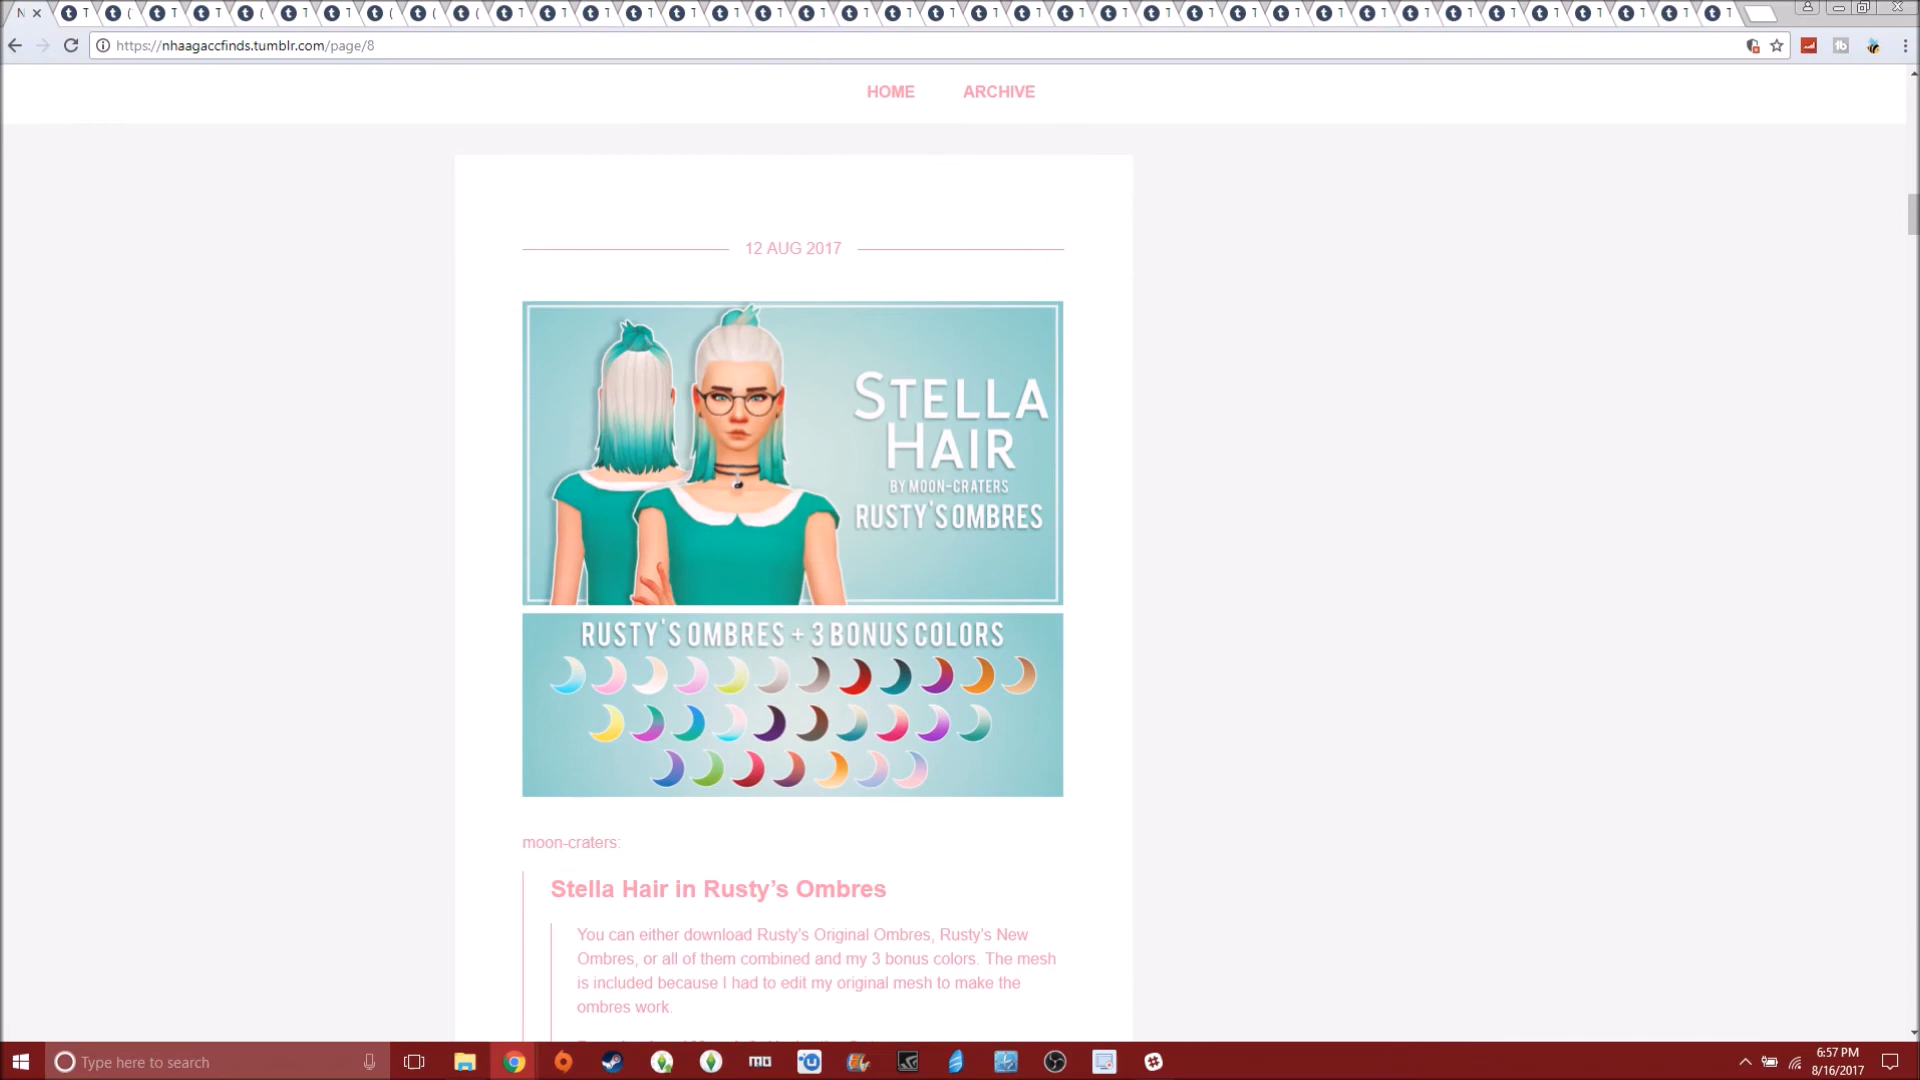 https://nhaagaccfinds.tumblr.com/page/8
HOME
ARCHIVE
12 AUG 2017
STELLA
HAIR
BY MOON-CRATERS
RUSTY'S OMBRES
RUSTY'S OMBRES + 3 BONUS COLORS
moon-craters:
Stella Hair in Rusty’s Ombres
You can either download Rusty’s Original Ombres, Rusty’s New
Ombres, or all of them combined and my 3 bonus colors. The mesh
is included because I had to edit my original mesh to make the
ombres work.
Type here to search
6:57 PM
8/16/2017